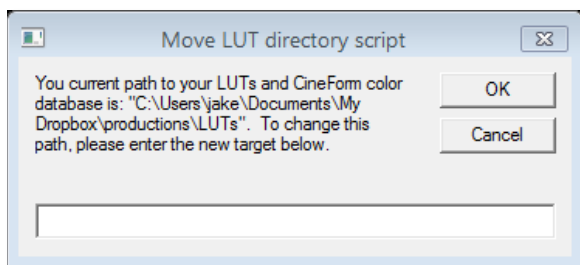 Move LUT directory script
You current path to your LUTs and CineForm color
database is: "C:\Users\jake\Documents\My
Dropbox\productions\LUTs".  To change this
path, please enter the new target below.
OK
Cancel